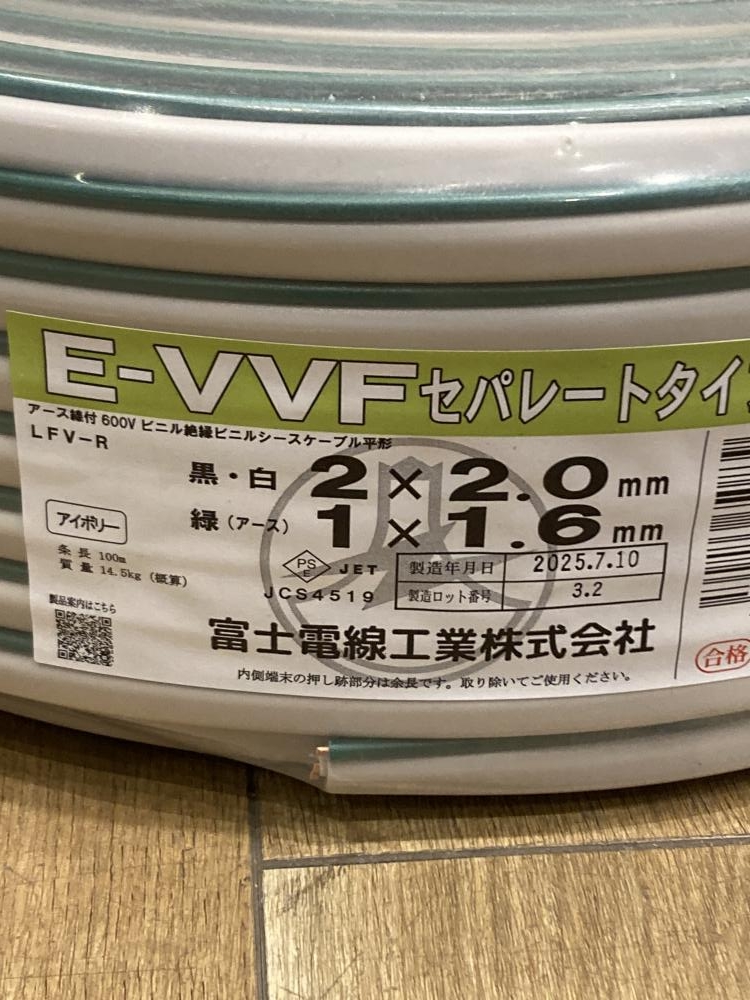 E-VVFセパレートタイ
アース線付 600V ビニル絶縁ビニルシースケーブル平形
LFV-R
黒・白 2×2.0mm
緑(アース) 1×1.6mm
アイボリー
条長 100m
質量 14.5kg(概算)
PS E JET
JCS4519
製造年月日 2025.7.10
製造ロット番号 3.2
製品案内はこちら
富士電線工業株式会社
合格
内側端末の押し跡部分は余長です。取り除いてご使用ください。